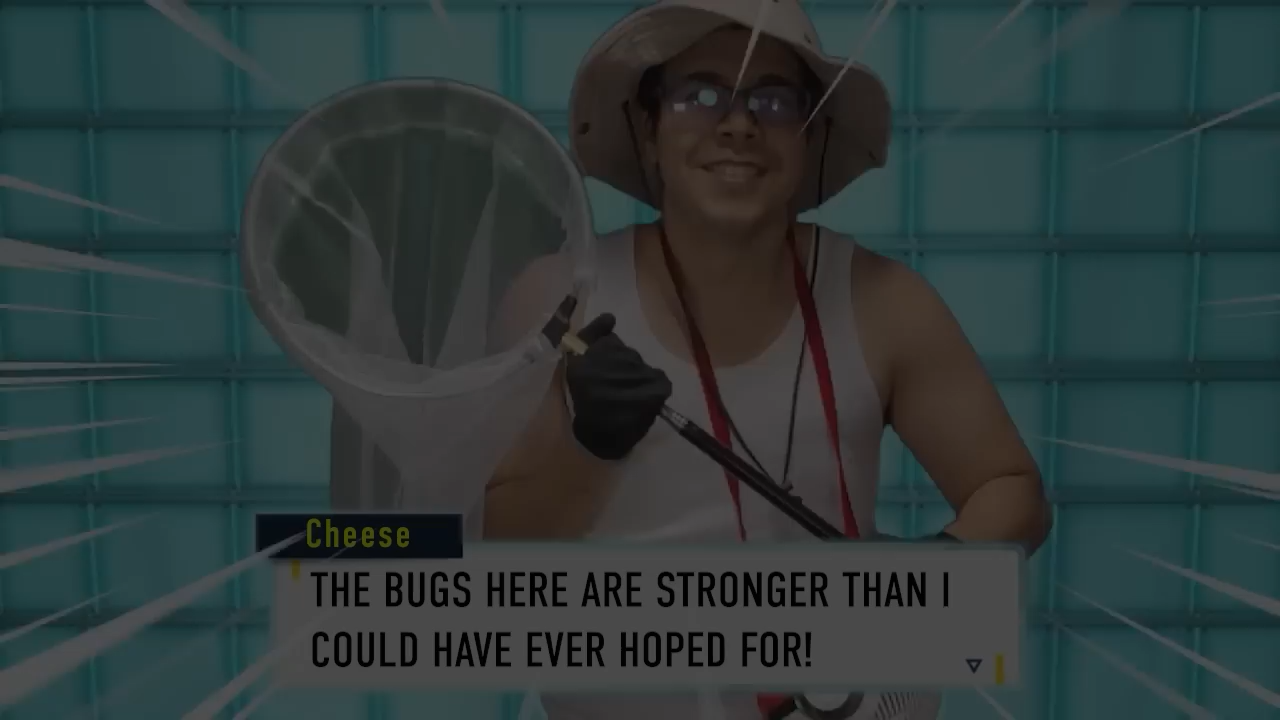 Cheese
THE BUGS HERE ARE STRONGER THAN I
COULD HAVE EVER HOPED FOR!